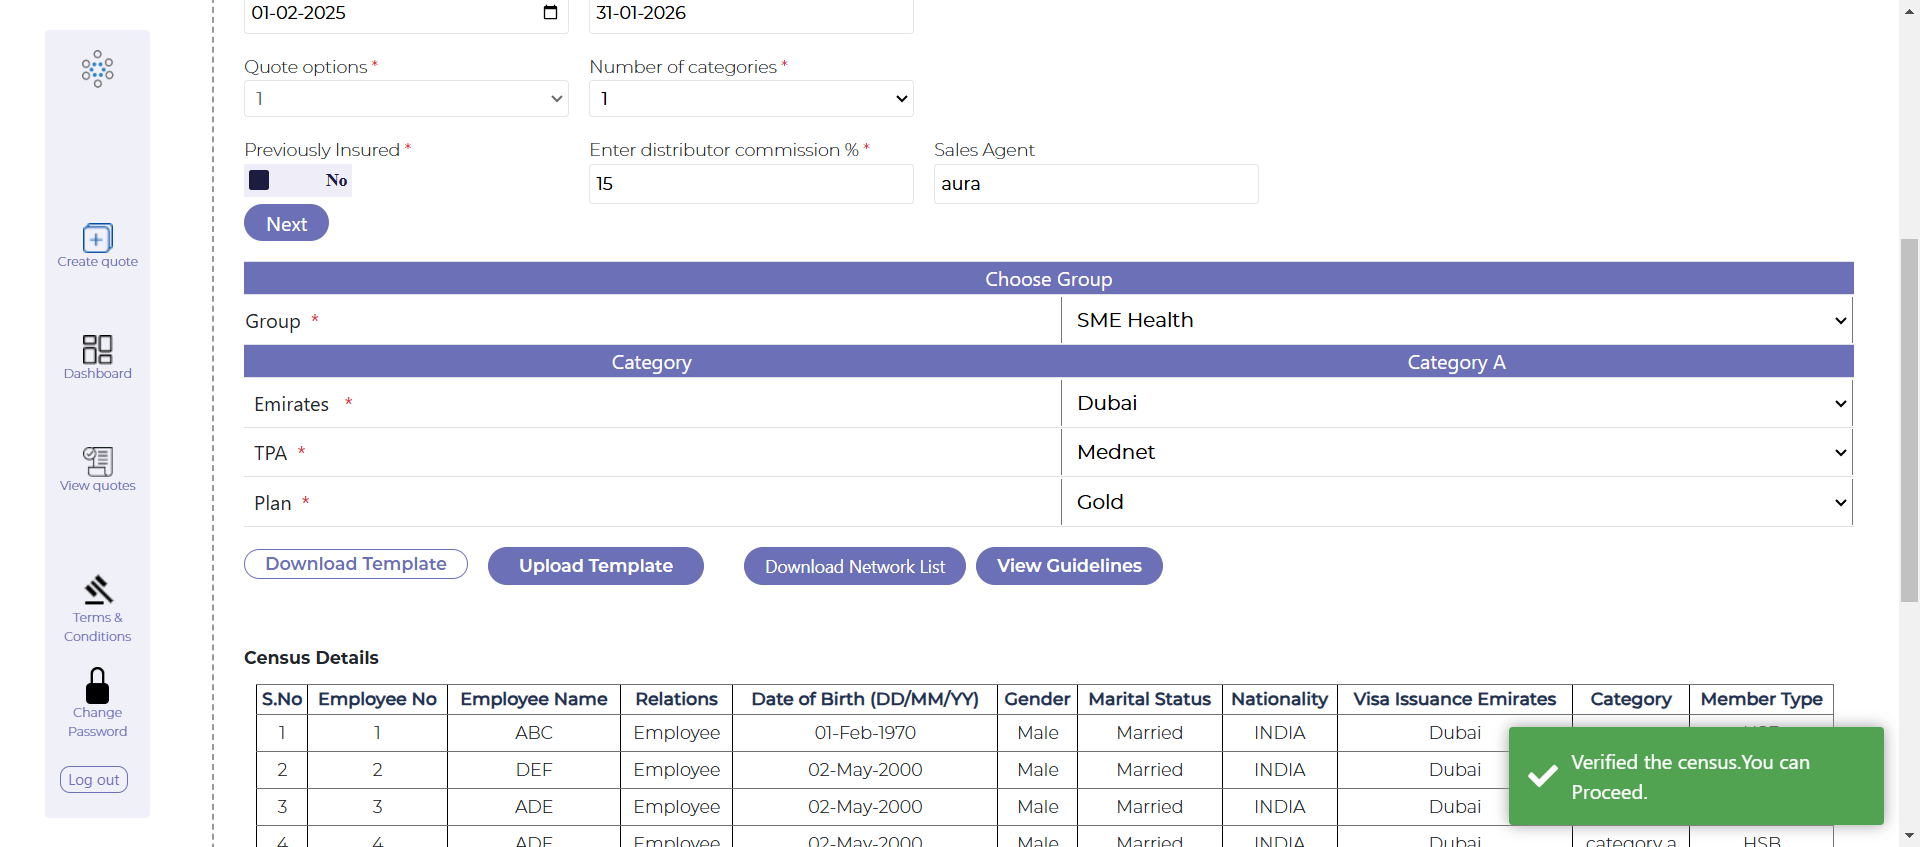 01-02-2025 31-01-2026
Quote options * Number of categories *
1 1
Previously Insured * Enter distributor commission % * Sales Agent
No 15 aura
Next
Create quote
Dashboard
View quotes
Terms &
Conditions
Change
Password
Log out
Choose Group
Group * SME Health
Category Category A
Emirates * Dubai
TPA * Mednet
Plan * Gold
Download Template Upload Template Download Network List View Guidelines
Census Details
S.No Employee No Employee Name Relations Date of Birth (DD/MM/YY) Gender Marital Status Nationality Visa Issuance Emirates Category Member Type
1 1 ABC Employee 01-Feb-1970 Male Married INDIA Dubai
2 2 DEF Employee 02-May-2000 Male Married INDIA Dubai
3 3 ADE Employee 02-May-2000 Male Married INDIA Dubai
4 4 ADE Employee 02-May-2000 Male Married INDIA Dubai category a HSB
Verified the census.You can
Proceed.